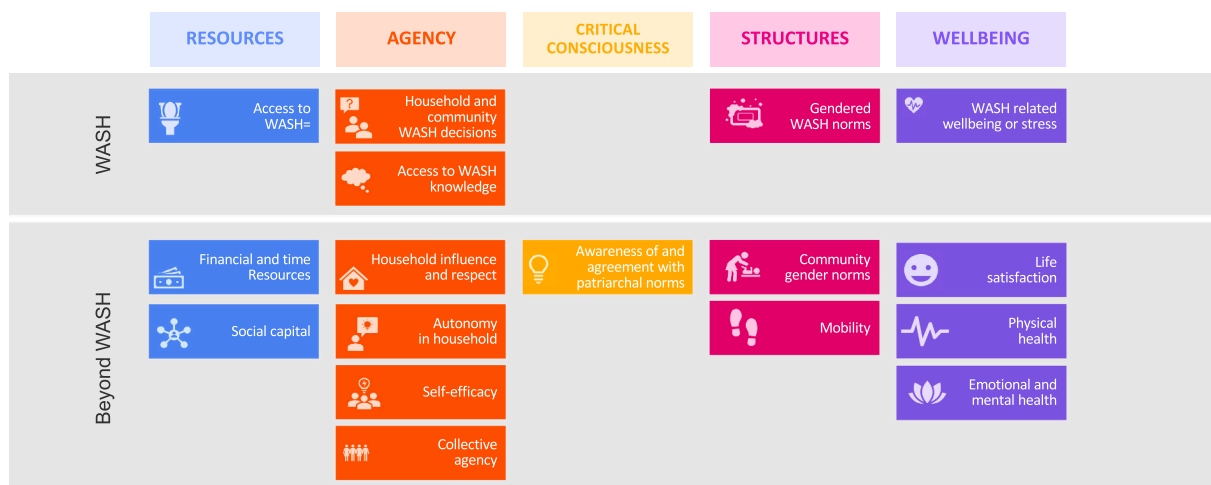 RESOURCES
AGENCY
CRITICAL
CONSCIOUSNESS
STRUCTURES
WELLBEING
WASH
Access to
WASH=
Household and
community
WASH decisions
Access to WASH
knowledge
Gendered
WASH norms
WASH related
wellbeing or stress
Beyond WASH
Financial and time
Resources
Social capital
Household influence
and respect
Autonomy
in household
Self-efficacy
Collective
agency
Awareness of and
agreement with
patriarchal norms
Community
gender norms
Mobility
Life
satisfaction
Physical
health
Emotional and
mental health